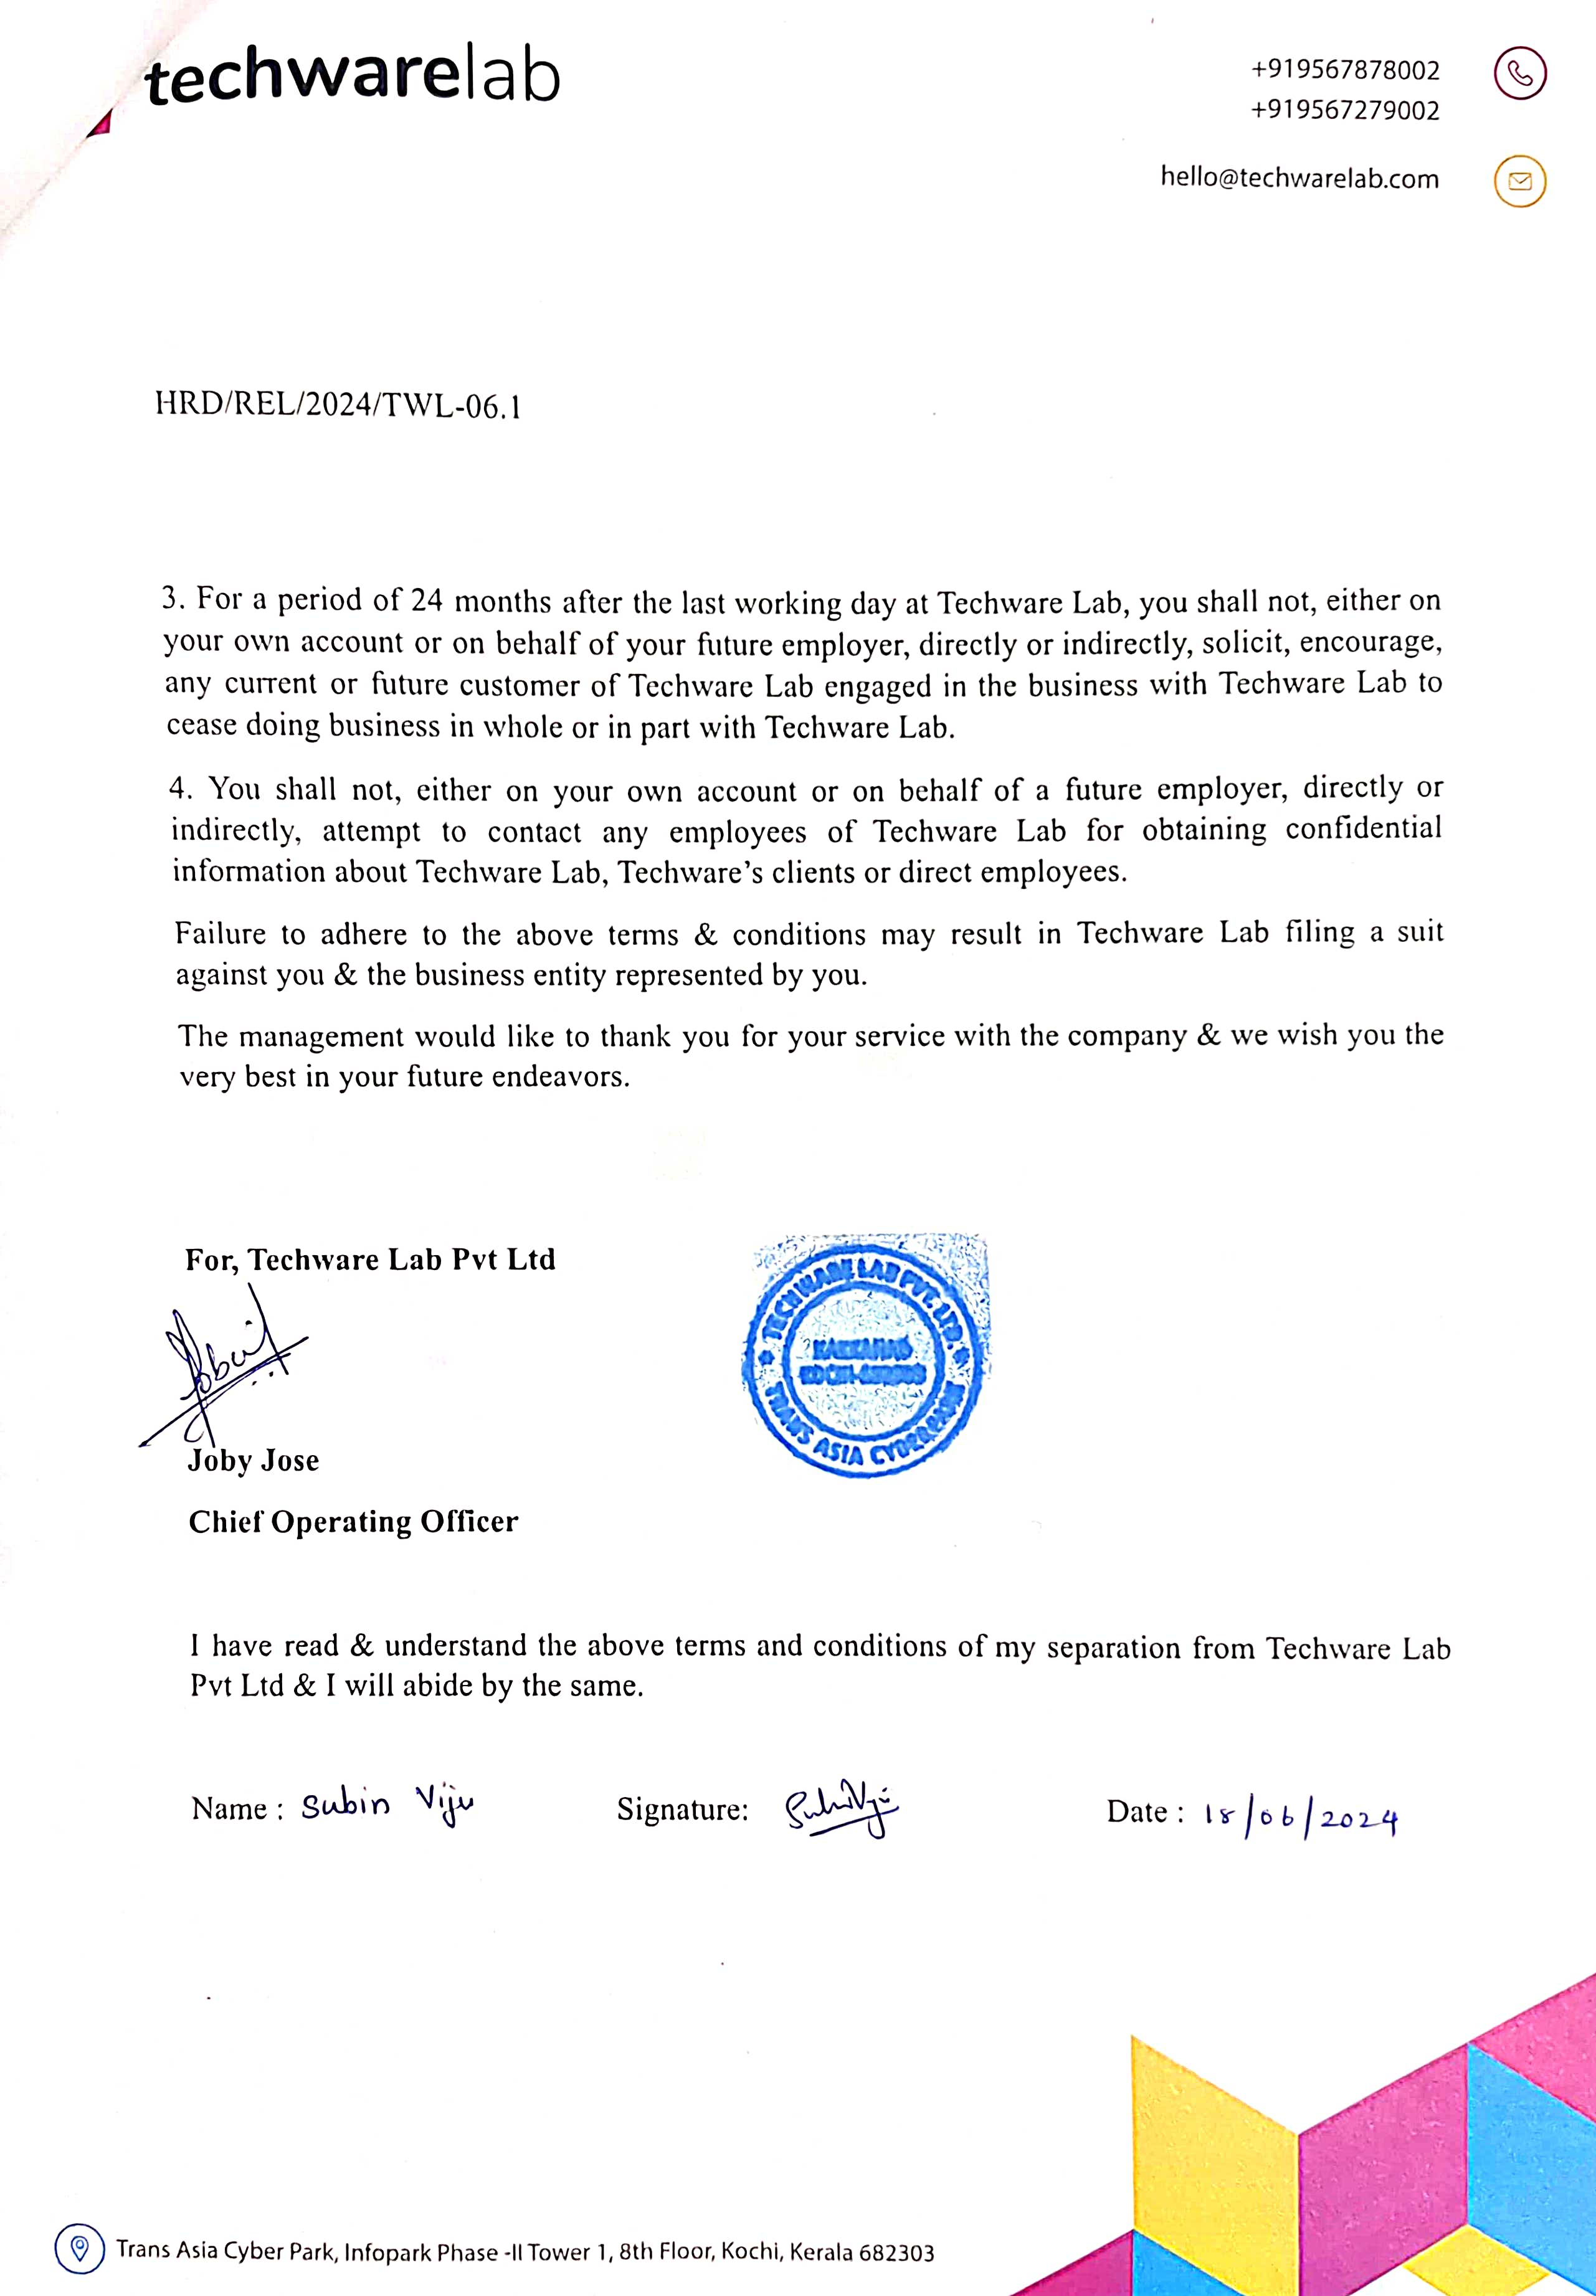 techwarelab
+919567878002
+919567279002
hello@techwarelab.com
HRD/REL/2024/TWL-06.1
3. For a period of 24 months after the last working day at Techware Lab, you shall not, either on
your own account or on behalf of your future employer, directly or indirectly, solicit, encourage,
any current or future customer of Techware Lab engaged in the business with Techware Lab to
cease doing business in whole or in part with Techware Lab.
4. You shall not, either on your own account or on behalf of a future employer, directly or
indirectly, attempt to contact any employees of Techware Lab for obtaining confidential
information about Techware Lab, Techware's clients or direct employees.
Failure to adhere to the above terms & conditions may result in Techware Lab filing a suit
against you & the business entity represented by you.
The management would like to thank you for your service with the company & we wish you the
very best in your future endeavors.
For, Techware Lab Pvt Ltd
TECHWARE LAB PVT. LTD.
KAKKANAD
TRANS ASIA CYBERPARK
Joby Jose
Chief Operating Officer
I have read & understand the above terms and conditions of my separation from Techware Lab
Pvt Ltd & I will abide by the same.
Name : Subin Viju Signature: Date : 18/06/2024
Trans Asia Cyber Park, Infopark Phase -II Tower 1, 8th Floor, Kochi, Kerala 682303